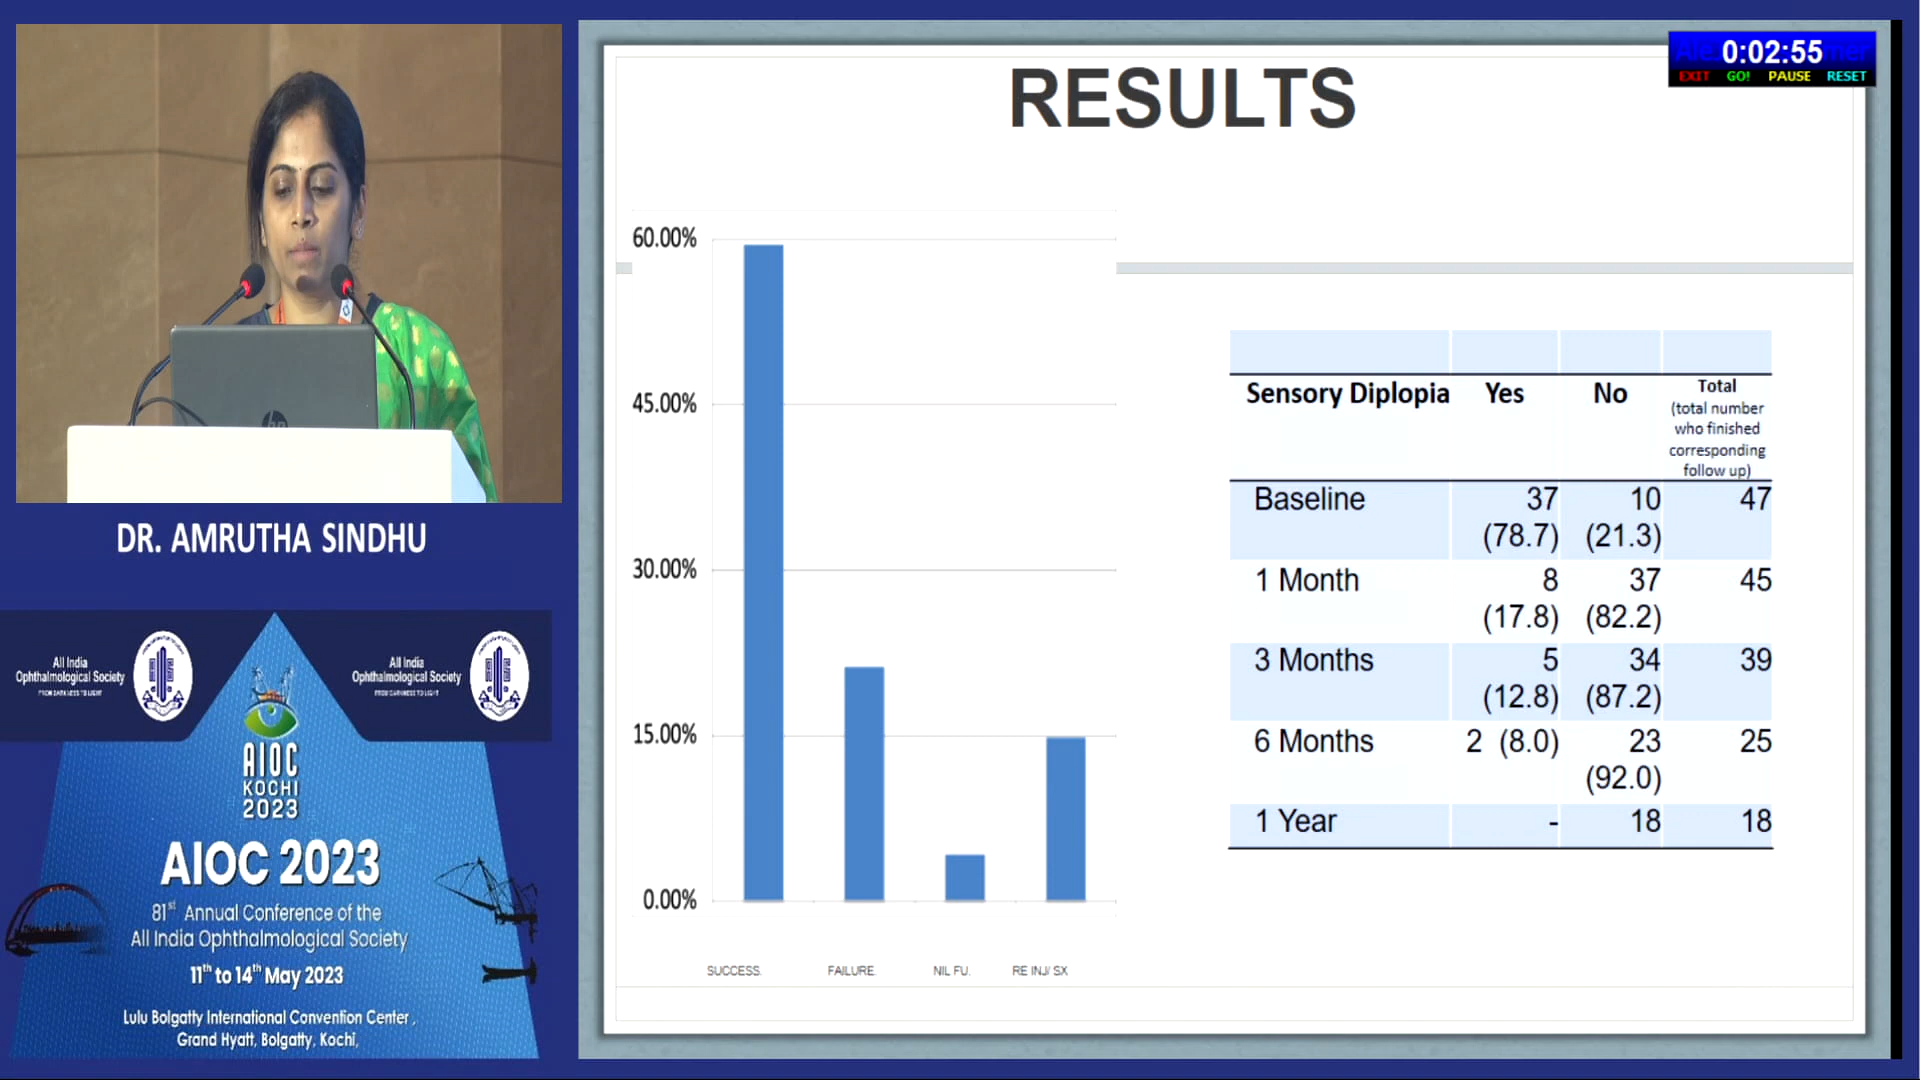 0:02:55
EXIT GO! PAUSE RESET
RESULTS
60.00%
45.00%
30.00%
15.00%
0.00%
SUCCESS.
FAILURE.
NIL FU.
RE INJ/ SX
Sensory Diplopia Yes No Total
(total number
who finished
corresponding
follow up)
Baseline 37 10 47
(78.7) (21.3)
1 Month 8 37 45
(17.8) (82.2)
3 Months 5 34 39
(12.8) (87.2)
6 Months 2 (8.0) 23 25
(92.0)
1 Year - 18 18
hp
DR. AMRUTHA SINDHU
All India
Ophthalmological Society
FROM DARKNESS TO LIGHT
All India
Ophthalmological Society
FROM DARKNESS TO LIGHT
AIOC
KOCHI
2023
AIOC 2023
81st Annual Conference of the
All India Ophthalmological Society
11th to 14th May 2023
Lulu Bolgatty International Convention Center ,
Grand Hyatt, Bolgatty, Kochi,